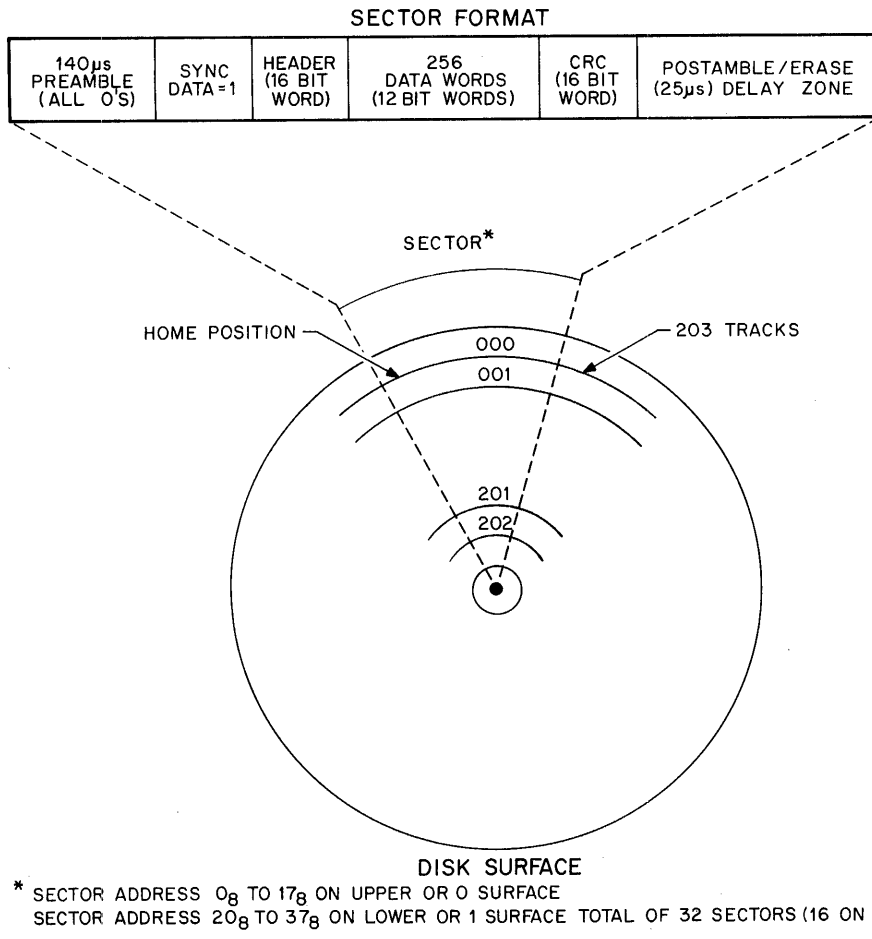 SECTOR FORMAT
140µs PREAMBLE (ALL O'S)
SYNC DATA=1
HEADER (16 BIT WORD)
256 DATA WORDS (12 BIT WORDS)
CRC (16 BIT WORD)
POSTAMBLE/ERASE (25µs) DELAY ZONE
SECTOR*
HOME POSITION
203 TRACKS
000
001
201
202
DISK SURFACE
* SECTOR ADDRESS 0₈ TO 17₈ ON UPPER OR 0 SURFACE
SECTOR ADDRESS 20₈ TO 37₈ ON LOWER OR 1 SURFACE TOTAL OF 32 SECTORS (16 ON